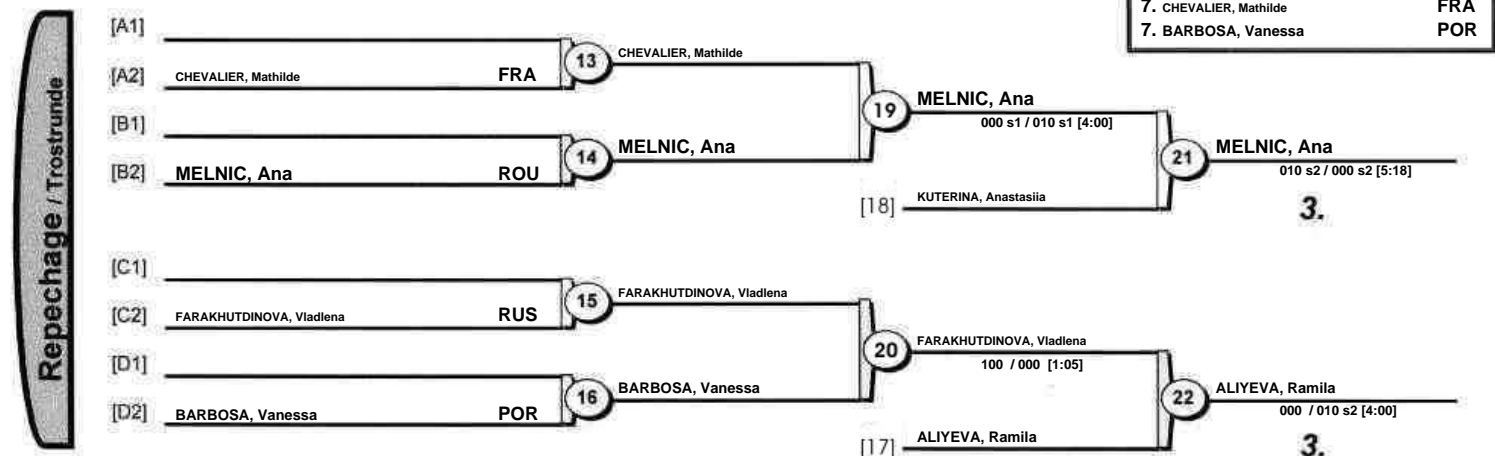 7. CHEVALIER, Mathilde FRA
7. BARBOSA, Vanessa POR
Repechage / Trostrunde
[A1]
13 CHEVALIER, Mathilde
[A2] CHEVALIER, Mathilde FRA
19 MELNIC, Ana
000 s1 / 010 s1 [4:00]
[B1]
14 MELNIC, Ana
[B2] MELNIC, Ana ROU
21 MELNIC, Ana
010 s2 / 000 s2 [5:18]
[18] KUTERINA, Anastasiia
3.
[C1]
15 FARAKHUTDINOVA, Vladlena
[C2] FARAKHUTDINOVA, Vladlena RUS
20 FARAKHUTDINOVA, Vladlena
100 / 000 [1:05]
[D1]
16 BARBOSA, Vanessa
[D2] BARBOSA, Vanessa POR
22 ALIYEVA, Ramila
000 / 010 s2 [4:00]
[17] ALIYEVA, Ramila
3.